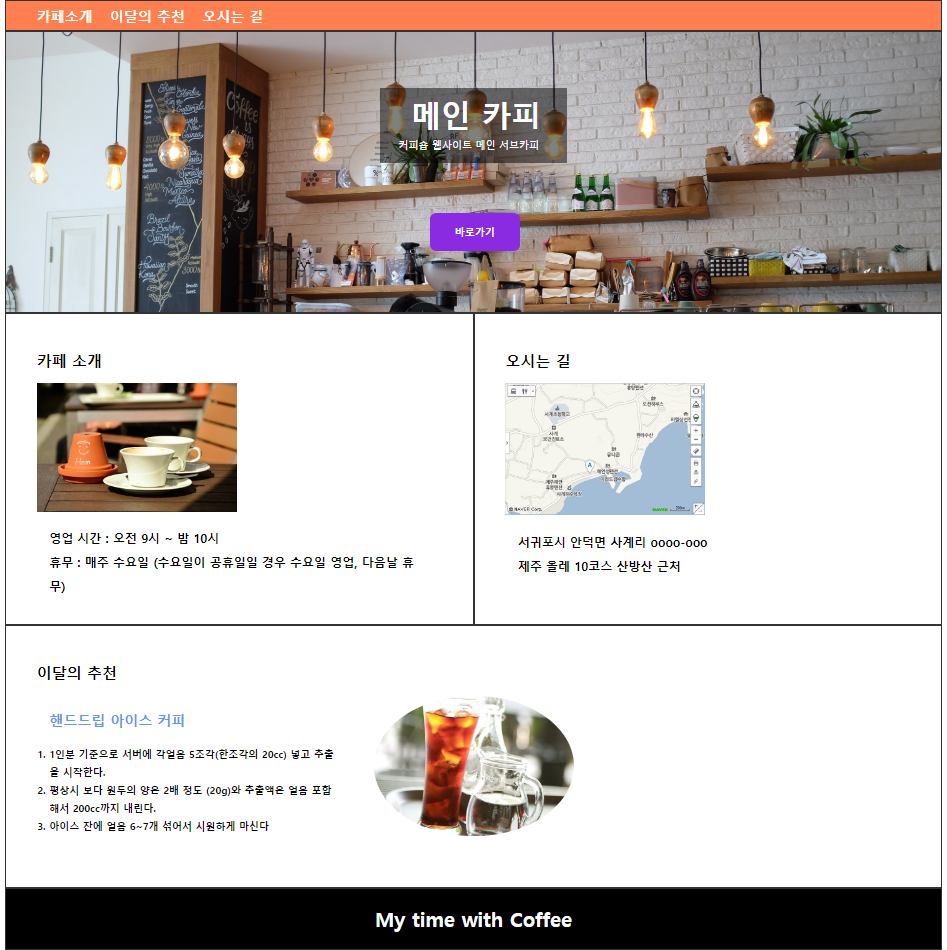 카페소개 이달의 추천 오시는 길
메인 카피
커피숍 웹사이트 메인 서브카피
바로가기
카페 소개
영업 시간 : 오전 9시 ~ 밤 10시
휴무 : 매주 수요일 (수요일이 공휴일일 경우 수요일 영업, 다음날 휴
무)
오시는 길
서귀포시 안덕면 사계리 oooo-ooo
제주 올레 10코스 산방산 근처
이달의 추천
핸드드립 아이스 커피
1. 1인분 기준으로 서버에 각얼음 5조각(한조각의 20cc) 넣고 추출
을 시작한다.
2. 평상시 보다 원두의 양은 2배 정도 (20g)와 추출액은 얼음 포함
해서 200cc까지 내린다.
3. 아이스 잔에 얼음 6~7개 섞어서 시원하게 마신다
My time with Coffee